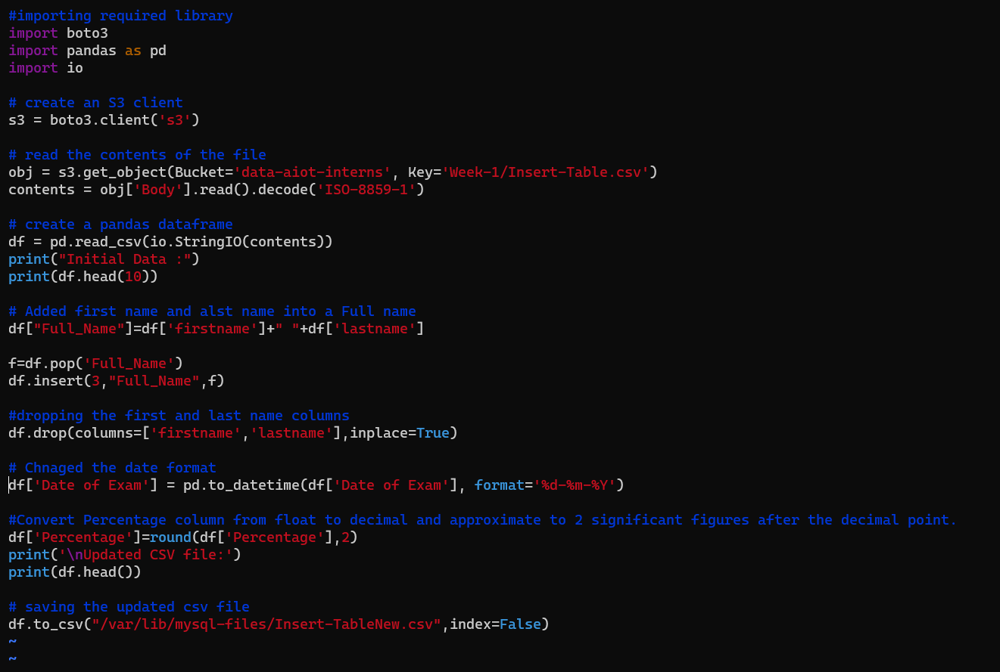 #importing required library
import boto3
import pandas as pd
import io
# create an S3 client
s3 = boto3.client('s3')
# read the contents of the file
obj = s3.get_object(Bucket='data-aiot-interns', Key='Week-1/Insert-Table.csv')
contents = obj['Body'].read().decode('ISO-8859-1')
# create a pandas dataframe
df = pd.read_csv(io.StringIO(contents))
print("Initial Data :")
print(df.head(10))
# Added first name and alst name into a Full name
df["Full_Name"]=df['firstname']+" "+df['lastname']
f=df.pop('Full_Name')
df.insert(3,"Full_Name",f)
#dropping the first and last name columns
df.drop(columns=['firstname','lastname'],inplace=True)
# Chnaged the date format
df['Date of Exam'] = pd.to_datetime(df['Date of Exam'], format='%d-%m-%Y')
#Convert Percentage column from float to decimal and approximate to 2 significant figures after the decimal point.
df['Percentage']=round(df['Percentage'],2)
print('\nUpdated CSV file:')
print(df.head())
# saving the updated csv file
df.to_csv("/var/lib/mysql-files/Insert-TableNew.csv",index=False)
~
~